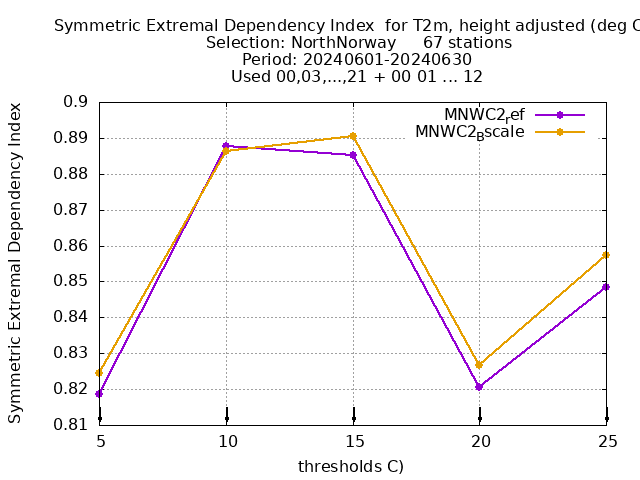 Symmetric Extremal Dependency Index  for T2m, height adjusted (deg C
Selection: NorthNorway     67 stations
Period: 20240601-20240630
Used 00,03,...,21 + 00 01 ... 12
Symmetric Extremal Dependency Index
0.9
0.89
0.88
0.87
0.86
0.85
0.84
0.83
0.82
0.81
MNWC2ref
MNWC2Bscale
5 10 15 20 25
thresholds C)